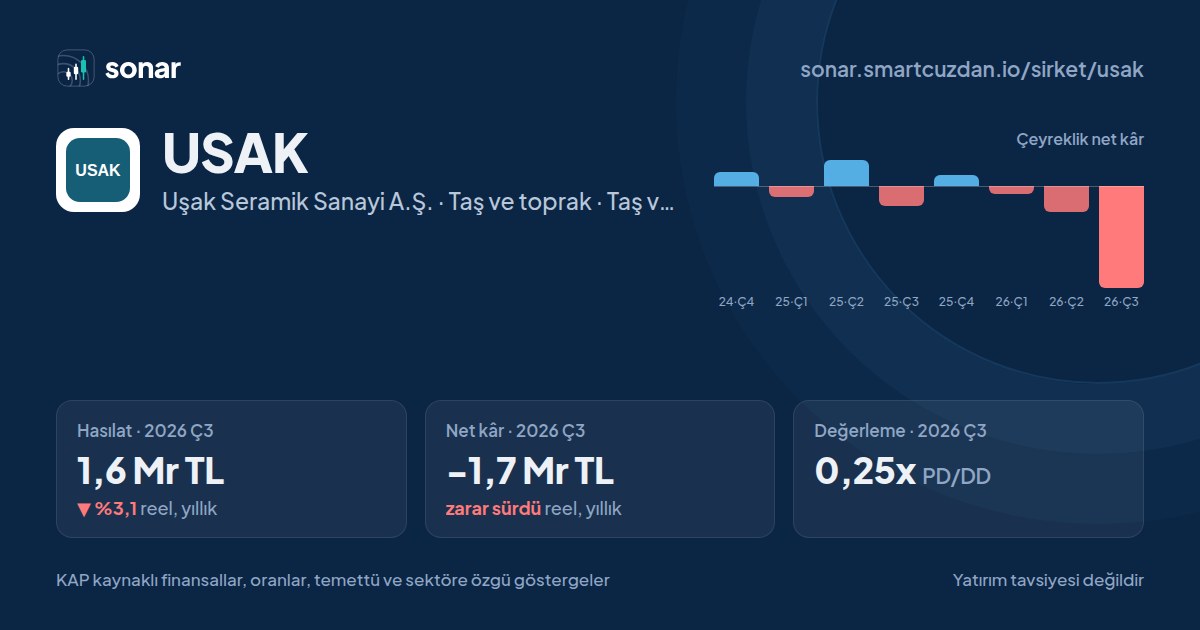 sonar
sonar.smartcuzdan.io/sirket/usak
USAK
USAK
Uşak Seramik Sanayi A.Ş. · Taş ve toprak · Taş v...
Çeyreklik net kâr
24·Ç4 25·Ç1 25·Ç2 25·Ç3 25·Ç4 26·Ç1 26·Ç2 26·Ç3
Hasılat · 2026 Ç3
1,6 Mr TL
▼ %3,1 reel, yıllık
Net kâr · 2026 Ç3
−1,7 Mr TL
zarar sürdü reel, yıllık
Değerleme · 2026 Ç3
0,25x PD/DD
KAP kaynaklı finansallar, oranlar, temettü ve sektöre özgü göstergeler
Yatırım tavsiyesi değildir